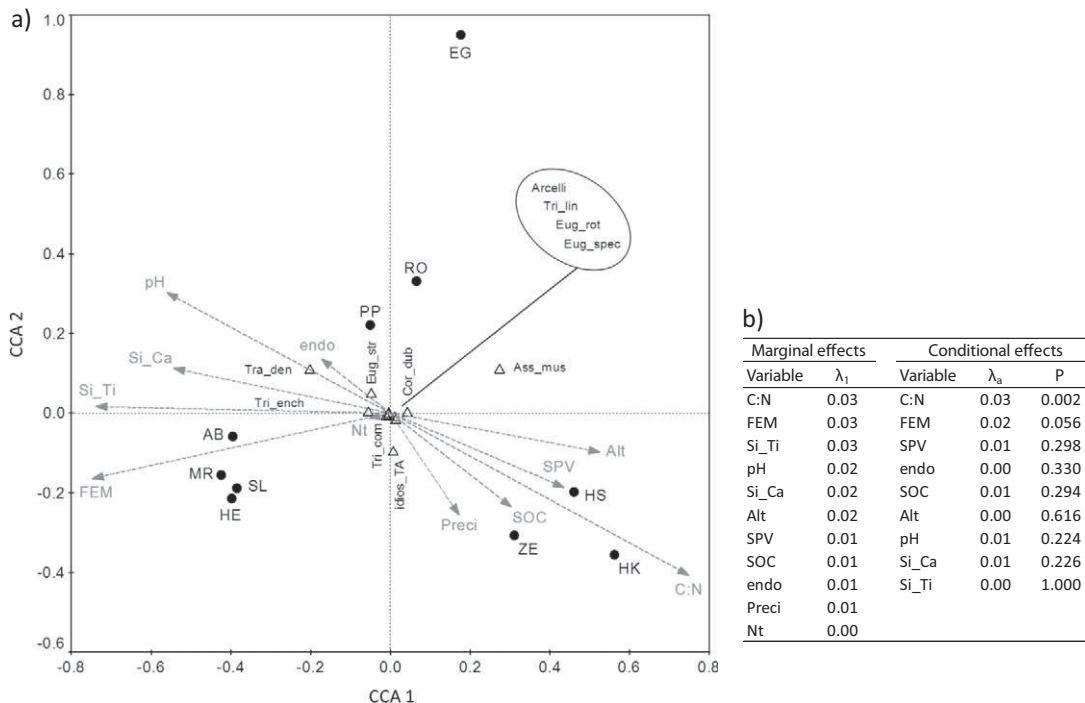 a)
1.0
0.8
0.6
0.4
0.2
0.0
-0.2
-0.4
-0.6
CCA 2
-0.8
-0.6
-0.4
-0.2
0.0
0.2
0.4
0.6
0.8
CCA 1
EG
Arcelli
Tri_lin
Eug_rot
Eug_spec
RO
PP
pH
endo
Eug_str
Cor_dub
Si_Ca
Tra_den
Ass_mus
Si_Ti
Tri_ench
Nt
Tri_com
AB
Alt
MR
SL
SPV
FEM
HE
idios_TA
HS
Preci
SOC
ZE
HK
C:N
b)
Marginal effects Conditional effects
Variable λ1 Variable λa P
C:N 0.03 C:N 0.03 0.002
FEM 0.03 FEM 0.02 0.056
Si_Ti 0.03 SPV 0.01 0.298
pH 0.02 endo 0.00 0.330
Si_Ca 0.02 SOC 0.01 0.294
Alt 0.02 Alt 0.00 0.616
SPV 0.01 pH 0.01 0.224
SOC 0.01 Si_Ca 0.01 0.226
endo 0.01 Si_Ti 0.00 1.000
Preci 0.01
Nt 0.00